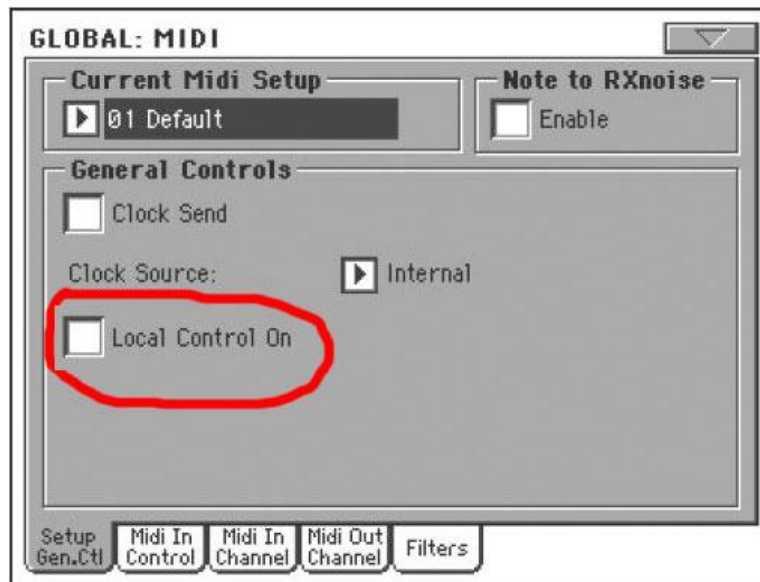 GLOBAL: MIDI
Current Midi Setup
Note to RXnoise
01 Default
Enable
General Controls
Clock Send
Clock Source:
Internal
Local Control On
Setup Gen.Ctl
Midi In Control
Midi In Channel
Midi Out Channel
Filters